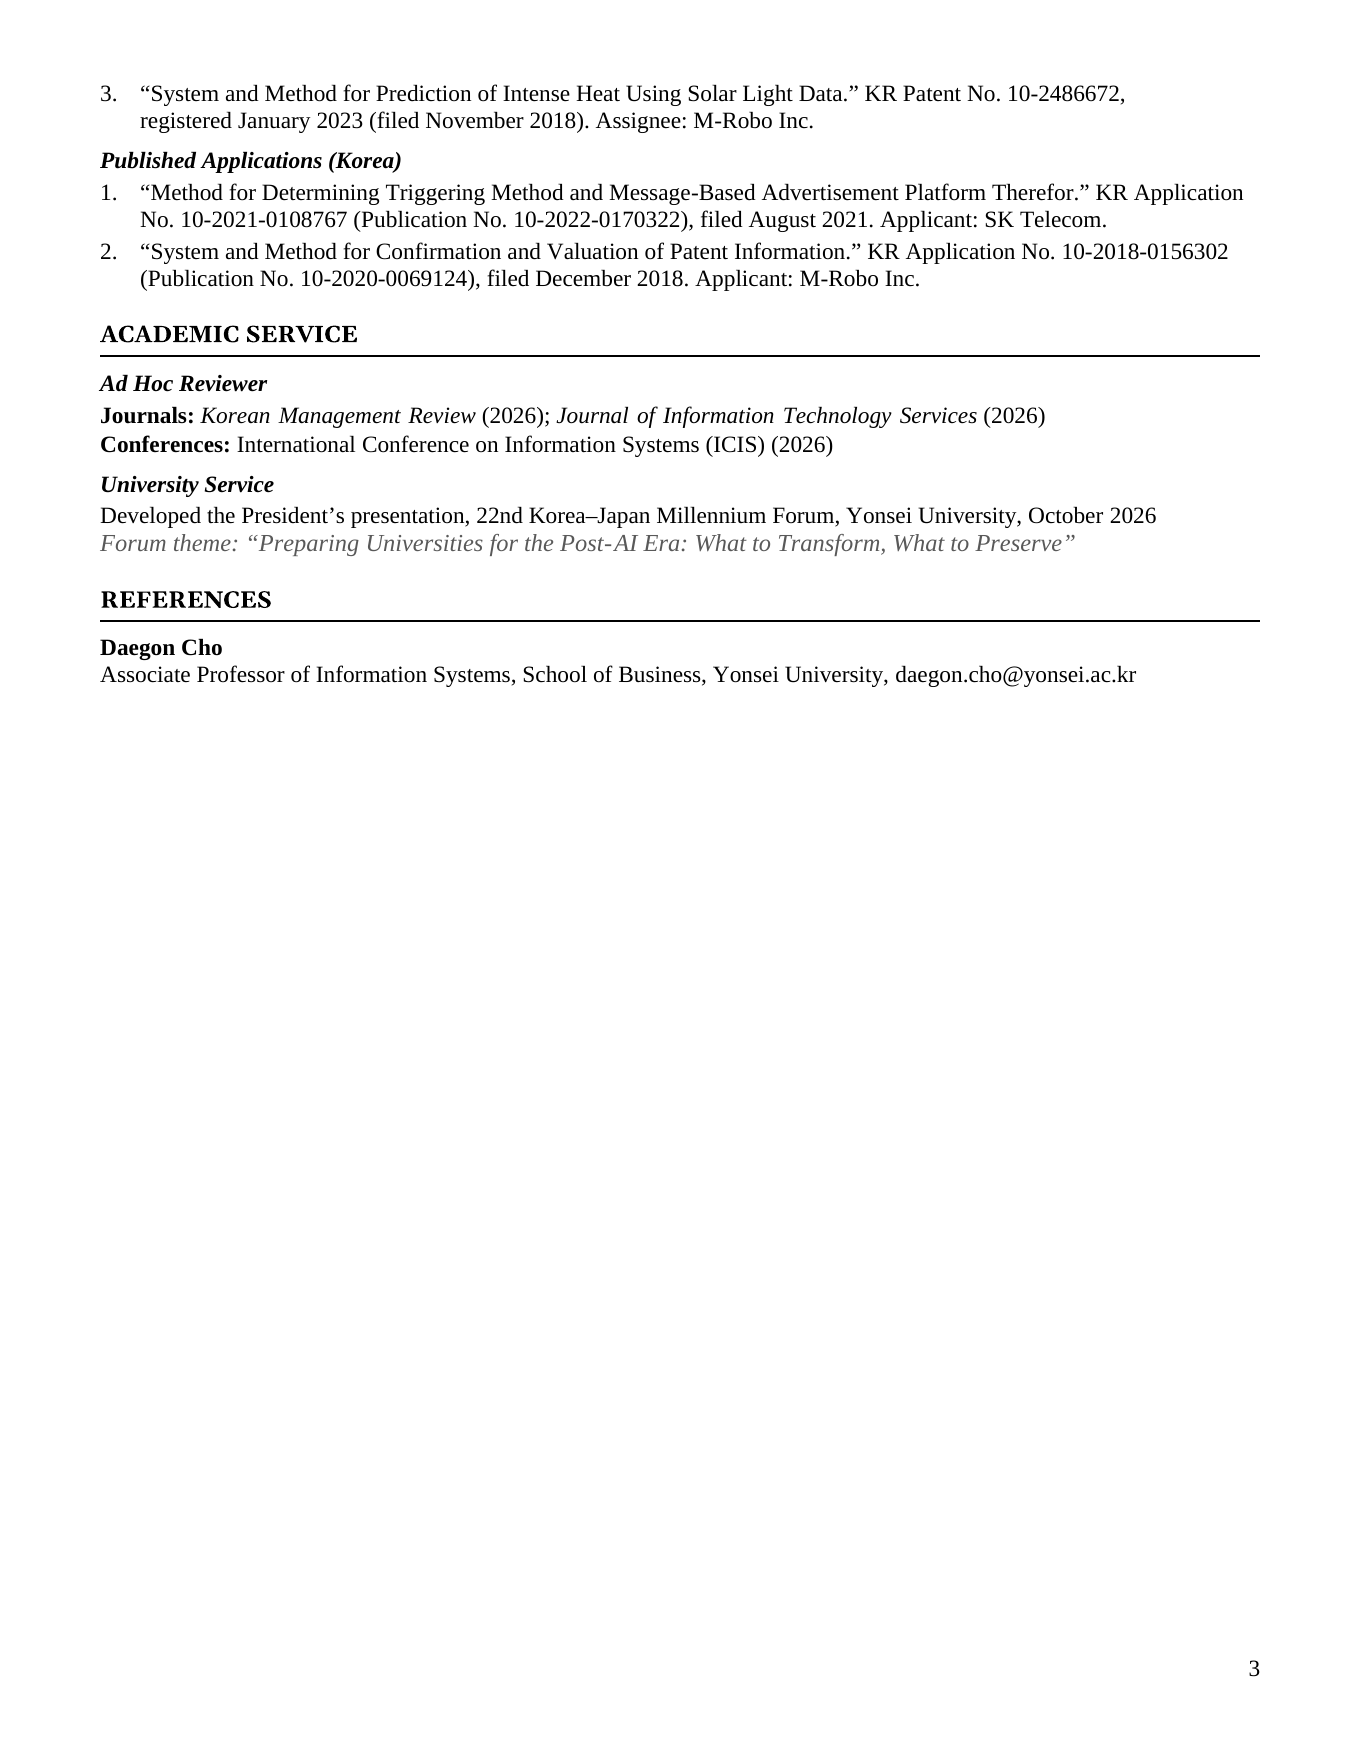 3. “System and Method for Prediction of Intense Heat Using Solar Light Data.” KR Patent No. 10-2486672,
registered January 2023 (filed November 2018). Assignee: M-Robo Inc.
Published Applications (Korea)
1. “Method for Determining Triggering Method and Message-Based Advertisement Platform Therefor.” KR Application
No. 10-2021-0108767 (Publication No. 10-2022-0170322), filed August 2021. Applicant: SK Telecom.
2. “System and Method for Confirmation and Valuation of Patent Information.” KR Application No. 10-2018-0156302
(Publication No. 10-2020-0069124), filed December 2018. Applicant: M-Robo Inc.
ACADEMIC SERVICE
Ad Hoc Reviewer
Journals: Korean Management Review (2026); Journal of Information Technology Services (2026)
Conferences: International Conference on Information Systems (ICIS) (2026)
University Service
Developed the President’s presentation, 22nd Korea–Japan Millennium Forum, Yonsei University, October 2026
Forum theme: “Preparing Universities for the Post-AI Era: What to Transform, What to Preserve”
REFERENCES
Daegon Cho
Associate Professor of Information Systems, School of Business, Yonsei University, daegon.cho@yonsei.ac.kr
3